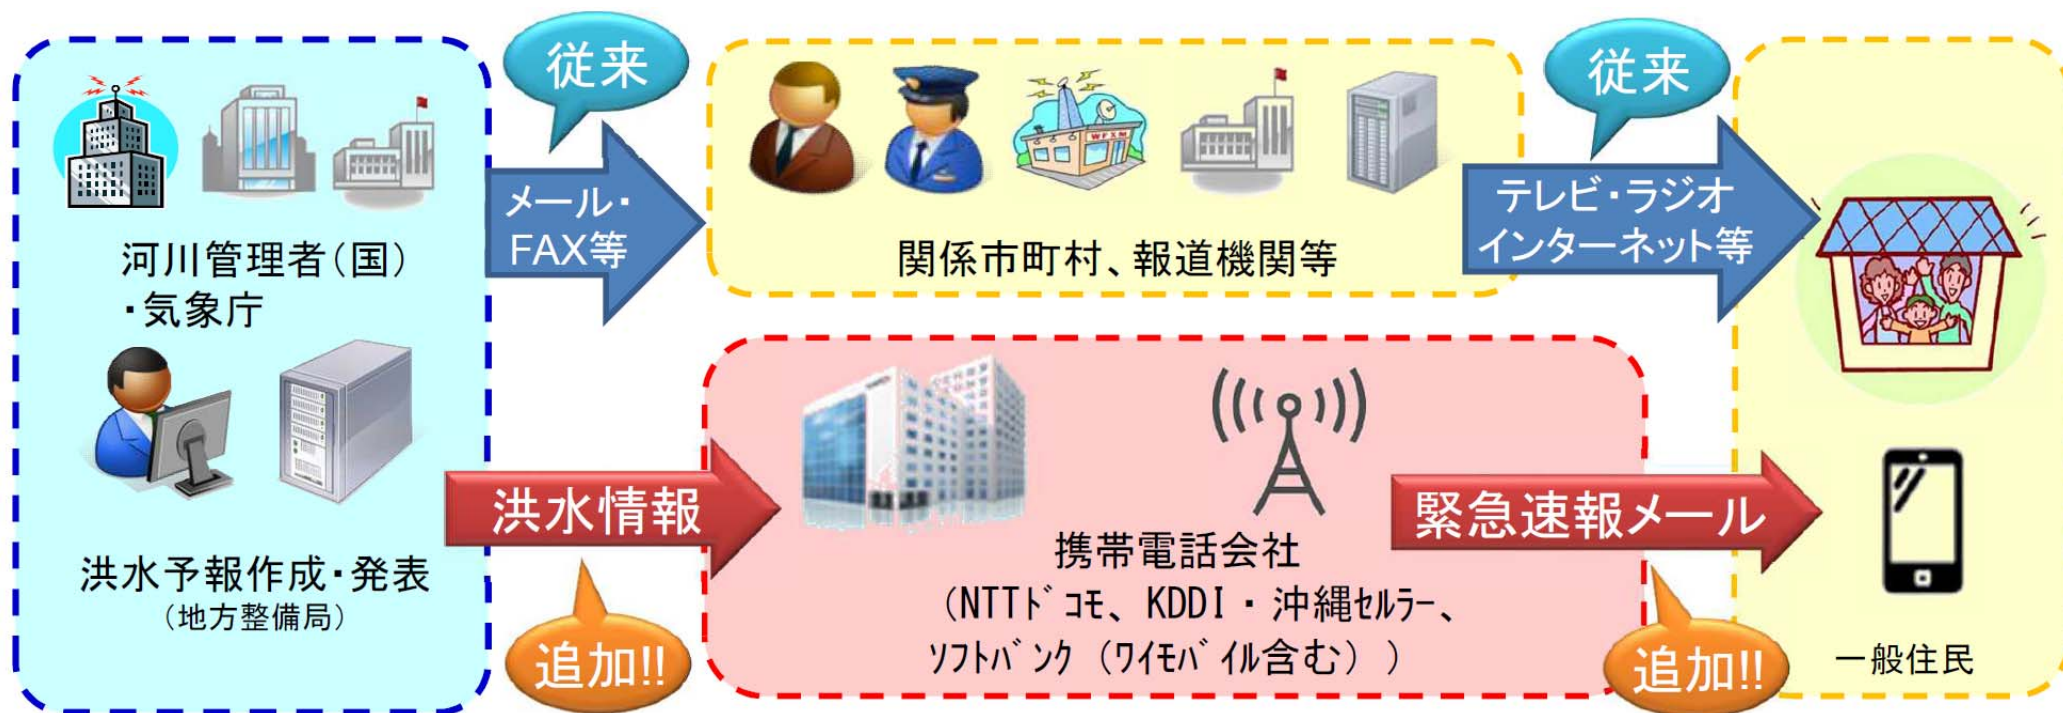 従来
従来
メール・
FAX等
テレビ・ラジオ
インターネット等
WFXM
河川管理者(国)
・気象庁
関係市町村、報道機関等
洪水情報
緊急速報メール
携帯電話会社
(NTTドコモ、KDDI・沖縄セルラー、
ソフトバンク(ワイモバイル含む))
洪水予報作成・発表
(地方整備局)
追加!!
追加!!
一般住民